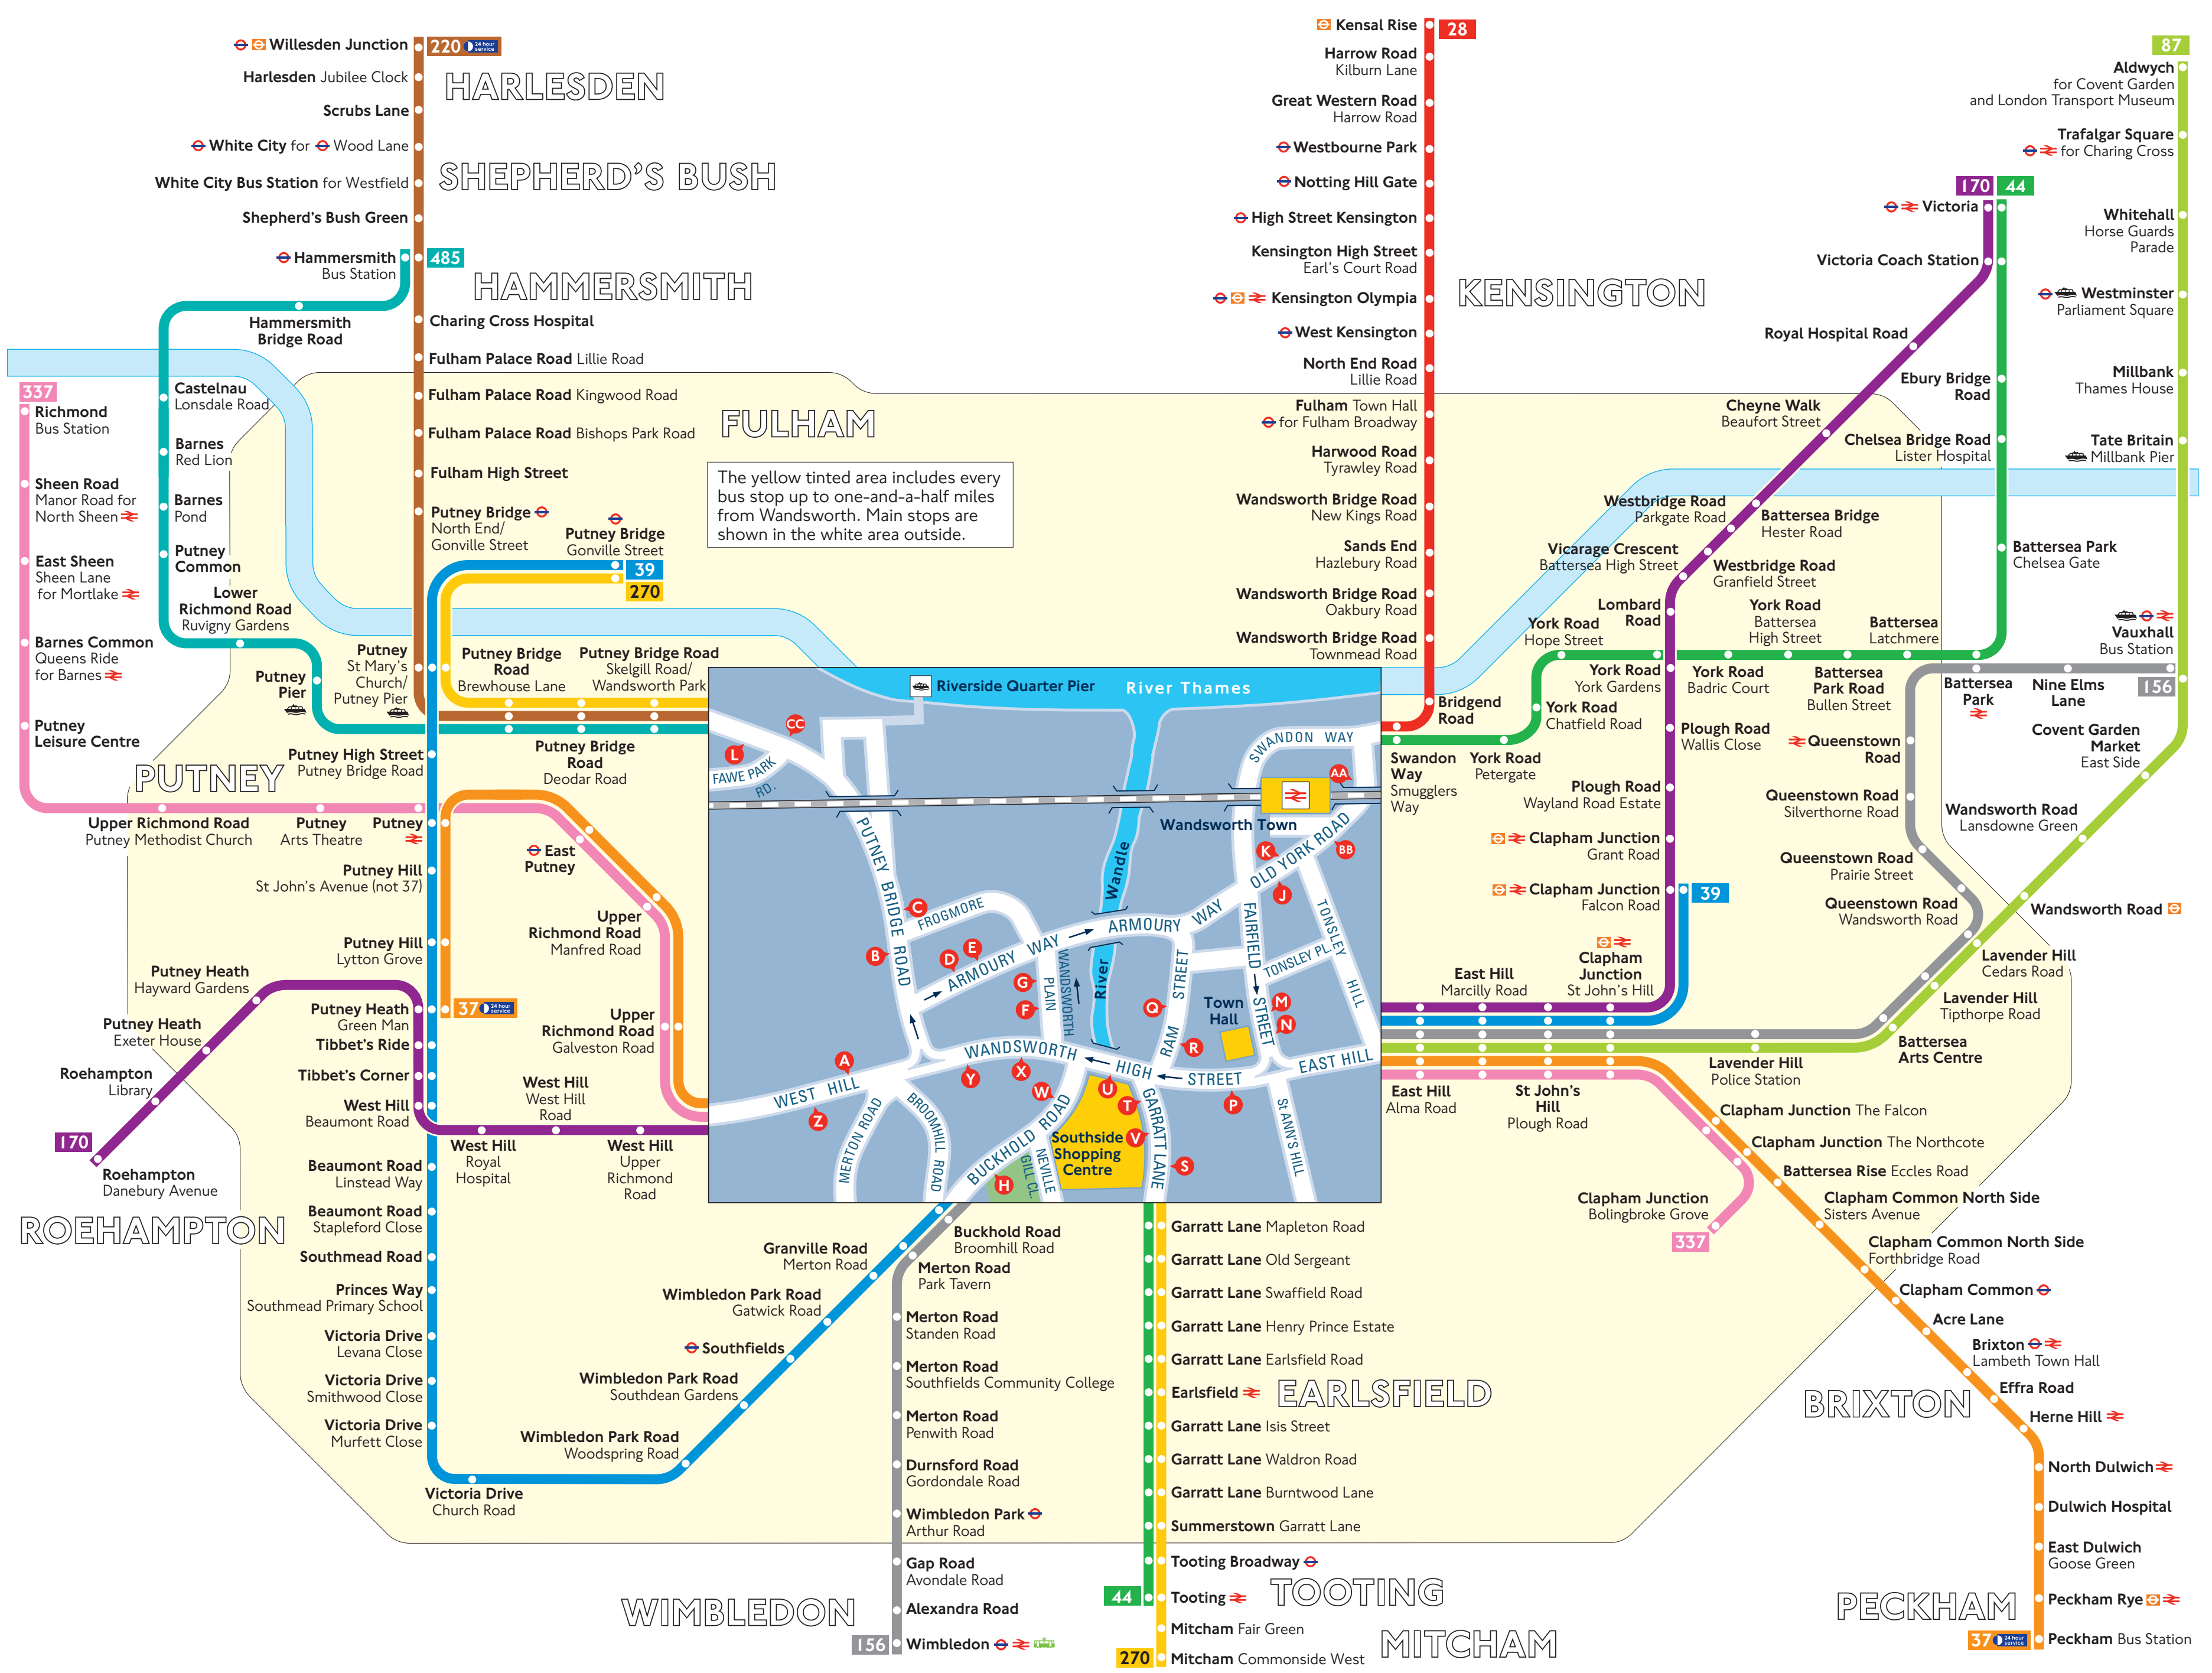 Willesden Junction
220
24 hour service
HARLESDEN
Harlesden Jubilee Clock
Scrubs Lane
White City for Wood Lane
SHEPHERD'S BUSH
White City Bus Station for Westfield
Shepherd's Bush Green
Hammersmith
Bus Station
485
HAMMERSMITH
Hammersmith
Bridge Road
Charing Cross Hospital
Fulham Palace Road Lillie Road
337
Richmond
Bus Station
Castelnau
Lonsdale Road
Fulham Palace Road Kingwood Road
FULHAM
Fulham Palace Road Bishops Park Road
Barnes
Red Lion
Fulham High Street
Sheen Road
Manor Road for
North Sheen
Barnes
Pond
Putney Bridge
North End/
Gonville Street
Putney Bridge
Gonville Street
The yellow tinted area includes every
bus stop up to one-and-a-half miles
from Wandsworth. Main stops are
shown in the white area outside.
39
270
East Sheen
Sheen Lane
for Mortlake
Putney
Common
Lower
Richmond Road
Ruvigny Gardens
Barnes Common
Queens Ride
for Barnes
Putney
St Mary's
Church/
Putney Pier
Putney
Pier
Putney Bridge
Road
Brewhouse Lane
Putney Bridge Road
Skelgill Road/
Wandsworth Park
Putney
Leisure Centre
Putney High Street
Putney Bridge Road
Putney Bridge
Road
Deodar Road
PUTNEY
Upper Richmond Road
Putney Methodist Church
Putney
Arts Theatre
Putney
East
Putney
Putney Hill
St John's Avenue (not 37)
Upper
Richmond Road
Manfred Road
Putney Hill
Lytton Grove
Putney Heath
Hayward Gardens
Putney Heath
Green Man
37
24 hour service
Upper
Richmond Road
Galveston Road
Putney Heath
Exeter House
Tibbet's Ride
Roehampton
Library
Tibbet's Corner
West Hill
Beaumont Road
West Hill
West Hill
Road
170
Roehampton
Danebury Avenue
West Hill
Royal
Hospital
West Hill
Upper
Richmond
Road
ROEHAMPTON
Beaumont Road
Linstead Way
Beaumont Road
Stapleford Close
Southmead Road
Princes Way
Southmead Primary School
Victoria Drive
Levana Close
Victoria Drive
Smithwood Close
Victoria Drive
Murfett Close
Victoria Drive
Church Road
Granville Road
Merton Road
Wimbledon Park Road
Gatwick Road
Southfields
Wimbledon Park Road
Southdean Gardens
Wimbledon Park Road
Woodspring Road
Buckhold Road
Broomhill Road
Merton Road
Park Tavern
Merton Road
Standen Road
Merton Road
Southfields Community College
Merton Road
Penwith Road
Durnsford Road
Gordondale Road
Wimbledon Park
Arthur Road
Gap Road
Avondale Road
Alexandra Road
WIMBLEDON
156
Wimbledon
Garratt Lane Mapleton Road
Garratt Lane Old Sergeant
Garratt Lane Swaffield Road
Garratt Lane Henry Prince Estate
Garratt Lane Earlsfield Road
Earlsfield
EARLSFIELD
Garratt Lane Isis Street
Garratt Lane Waldron Road
Garratt Lane Burntwood Lane
Summerstown Garratt Lane
Tooting Broadway
44
Tooting
TOOTING
Mitcham Fair Green
270
Mitcham Commonside West
MITCHAM
Riverside Quarter Pier
River Thames
CC
L
FAWE PARK
RD.
SWANDON WAY
AA
Wandsworth Town
PUTNEY BRIDGE ROAD
Wandle
K
BB
OLD YORK ROAD
J
C
FROGMORE
B
D
E
ARMOURY WAY
ARMOURY WAY
FAIRFIELD STREET
TONSLEY HILL
TONSLEY PL.
G
F
WANDSWORTH
PLAIN
River
Q
RAM STREET
R
Town
Hall
M
N
A
WEST HILL
Z
WANDSWORTH HIGH STREET
EAST HILL
Y
X
W
U
T
P
V
S
H
MERTON ROAD
BROOMHILL ROAD
BUCKHOLD ROAD
NEVILLE
GILL CL.
Southside
Shopping
Centre
GARRATT LANE
St ANN'S HILL
Kensal Rise
28
Harrow Road
Kilburn Lane
Great Western Road
Harrow Road
Westbourne Park
Notting Hill Gate
High Street Kensington
Kensington High Street
Earl's Court Road
Kensington Olympia
KENSINGTON
West Kensington
North End Road
Lillie Road
Fulham Town Hall
for Fulham Broadway
Harwood Road
Tyrawley Road
Wandsworth Bridge Road
New Kings Road
Sands End
Hazlebury Road
Wandsworth Bridge Road
Oakbury Road
Wandsworth Bridge Road
Townmead Road
Bridgend
Road
Swandon
Way
Smugglers
Way
York Road
Petergate
York Road
Chatfield Road
York Road
Hope Street
87
Aldwych
for Covent Garden
and London Transport Museum
Trafalgar Square
for Charing Cross
170
44
Victoria
Whitehall
Horse Guards
Parade
Victoria Coach Station
Westminster
Parliament Square
Royal Hospital Road
Ebury Bridge
Road
Millbank
Thames House
Cheyne Walk
Beaufort Street
Chelsea Bridge Road
Lister Hospital
Tate Britain
Millbank Pier
Westbridge Road
Parkgate Road
Battersea Bridge
Hester Road
Vicarage Crescent
Battersea High Street
Westbridge Road
Granfield Street
Battersea Park
Chelsea Gate
Lombard
Road
York Road
Battersea
High Street
Battersea
Latchmere
Vauxhall
Bus Station
156
York Road
York Gardens
York Road
Badric Court
Battersea
Park Road
Bullen Street
Battersea
Park
Nine Elms
Lane
Plough Road
Wallis Close
Queenstown
Road
Covent Garden
Market
East Side
Plough Road
Wayland Road Estate
Queenstown Road
Silverthorne Road
Wandsworth Road
Lansdowne Green
Clapham Junction
Grant Road
Queenstown Road
Prairie Street
Clapham Junction
Falcon Road
39
Queenstown Road
Wandsworth Road
Wandsworth Road
Clapham
Junction
St John's Hill
East Hill
Marcilly Road
Lavender Hill
Cedars Road
Lavender Hill
Tipthorpe Road
Battersea
Arts Centre
Lavender Hill
Police Station
East Hill
Alma Road
St John's
Hill
Plough Road
Clapham Junction The Falcon
Clapham Junction The Northcote
Battersea Rise Eccles Road
Clapham Junction
Bolingbroke Grove
337
Clapham Common North Side
Sisters Avenue
Clapham Common North Side
Forthbridge Road
Clapham Common
Acre Lane
Brixton
Lambeth Town Hall
BRIXTON
Effra Road
Herne Hill
North Dulwich
Dulwich Hospital
East Dulwich
Goose Green
PECKHAM
Peckham Rye
37
24 hour service
Peckham Bus Station